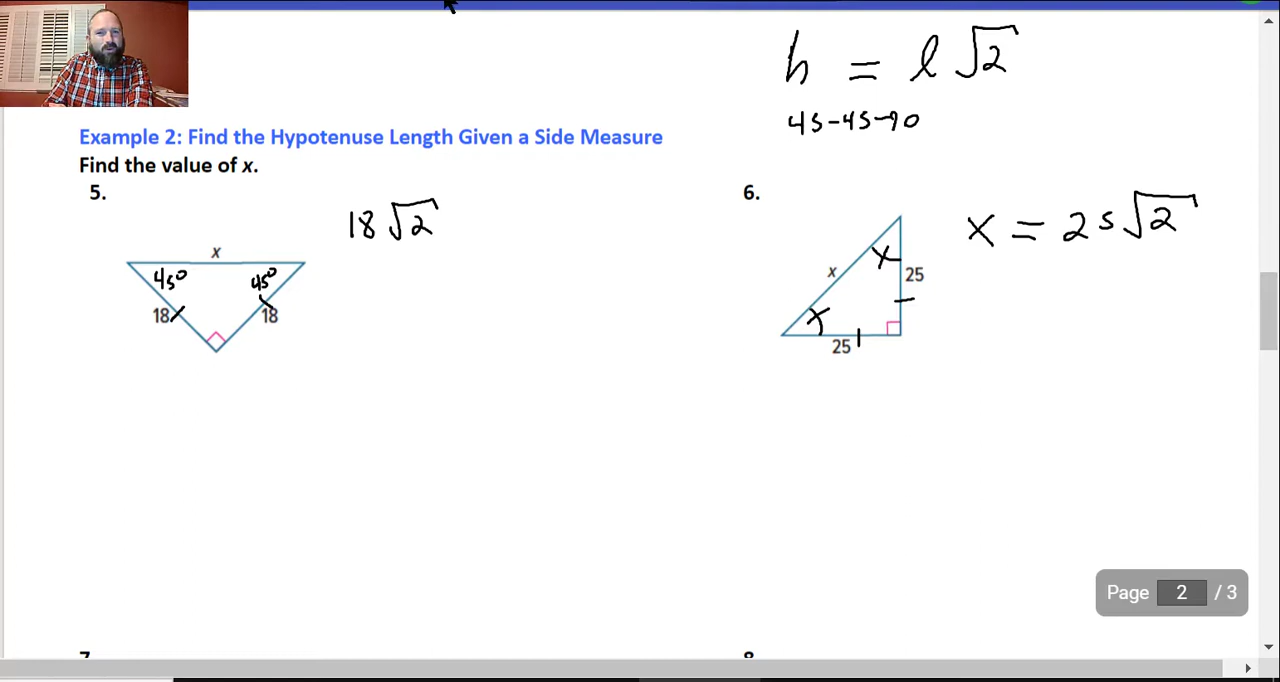 h = l √2
45-45-90
Example 2: Find the Hypotenuse Length Given a Side Measure
Find the value of x.
5.
18 √2
x
45°
45°
18
18
6.
x = 25 √2
x
25
25
Page 2 / 3